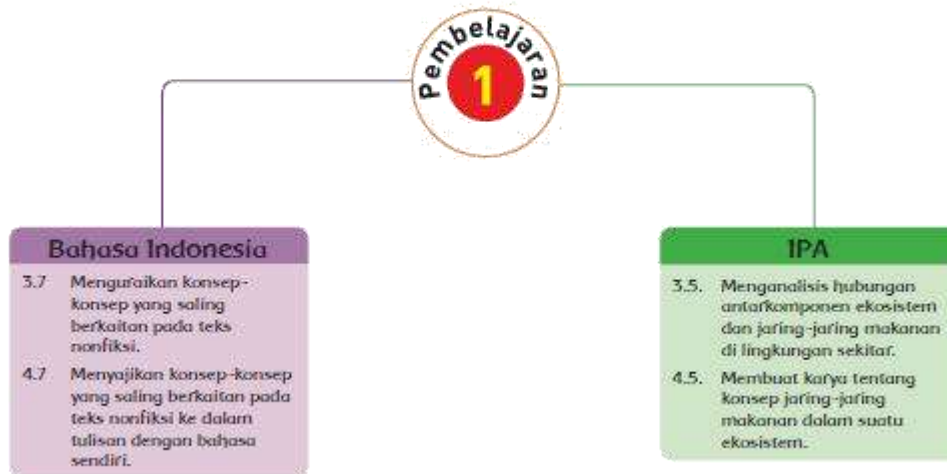 Pembelajaran
1
Bahasa Indonesia
3.7 Menguraikan konsep-
konsep yang saling
berkaitan pada teks
nonfiksi.
4.7 Menyajikan konsep-konsep
yang saling berkaitan pada
teks nonfiksi ke dalam
tulisan dengan bahasa
sendiri.
IPA
3.5. Menganalisis hubungan
antarkomponen ekosistem
dan jaring-jaring makanan
di lingkungan sekitar.
4.5. Membuat karya tentang
konsep jaring-jaring
makanan dalam suatu
ekosistem.